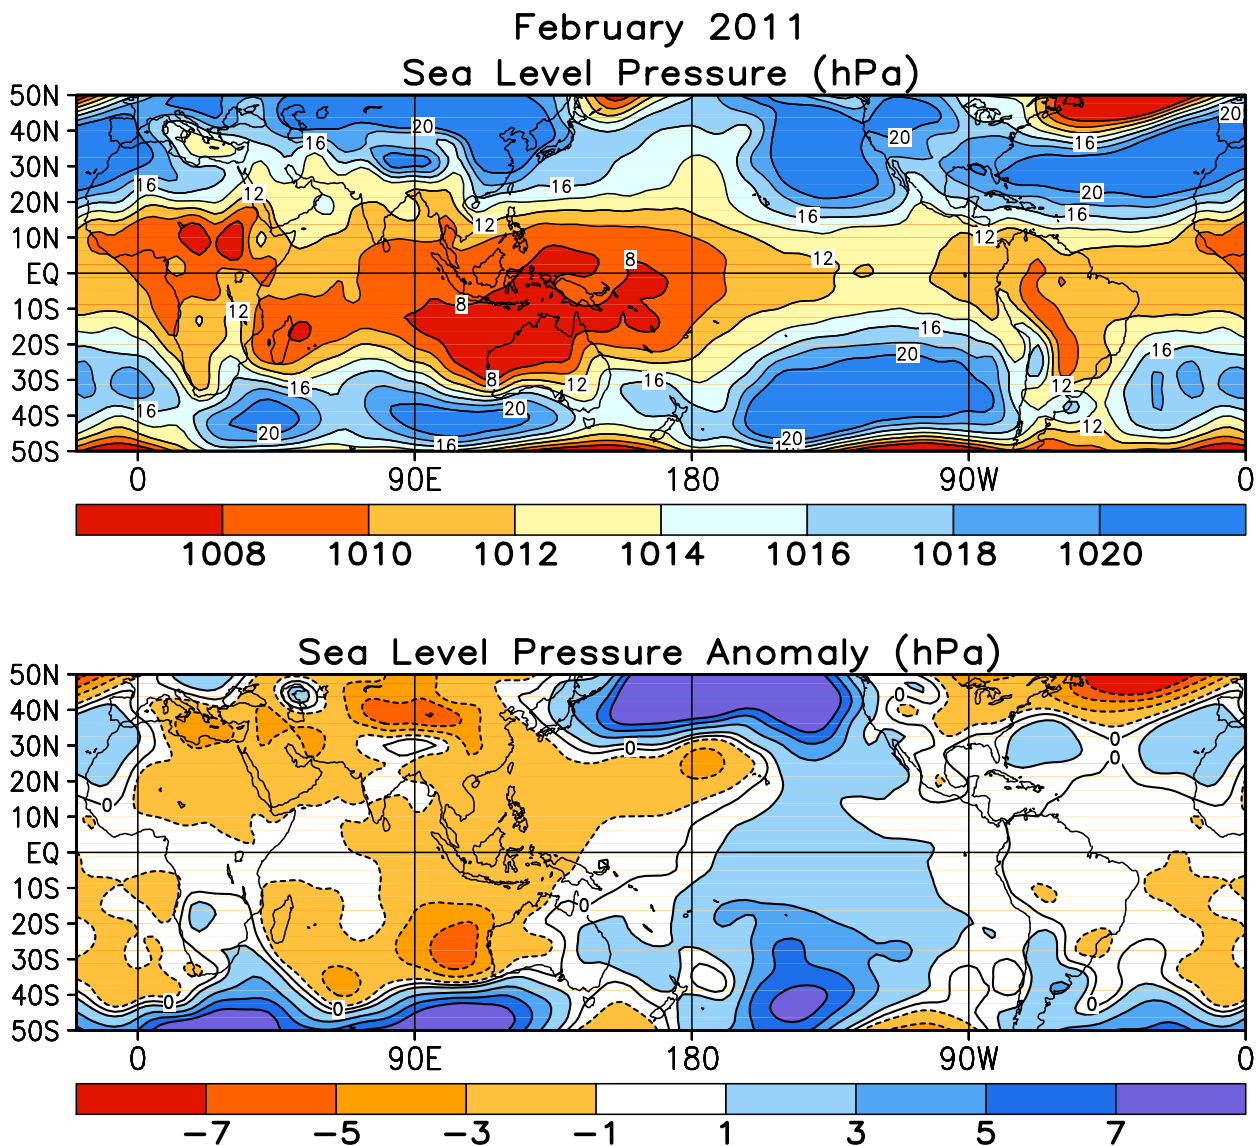 February 2011
Sea Level Pressure (hPa)
50N
40N
30N
20N
10N
EQ
10S
20S
30S
40S
50S
20
16
20
20
16
16
12
16
20
16
16
12
12
8
12
8
12
16
20
16
8
16
12
16
12
16
20
20
12
16
20
0 90E 180 90W 0
1008 1010 1012 1014 1016 1018 1020
Sea Level Pressure Anomaly (hPa)
50N
40N
30N
20N
10N
EQ
10S
20S
30S
40S
50S
0
0
0
0
0
0
0
0
0
0 90E 180 90W 0
−7 −5 −3 −1 1 3 5 7